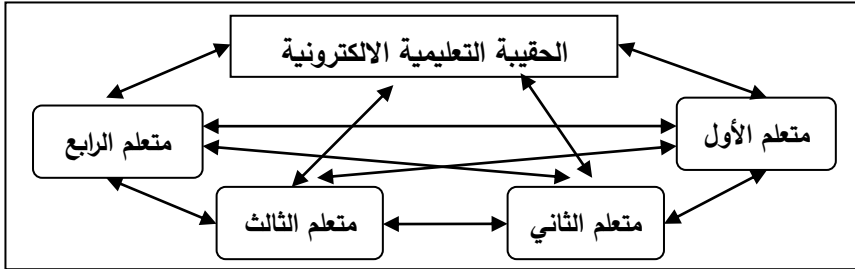 الحقيبة التعليمية الالكترونية
متعلم الأول
متعلم الرابع
متعلم الثاني
متعلم الثالث